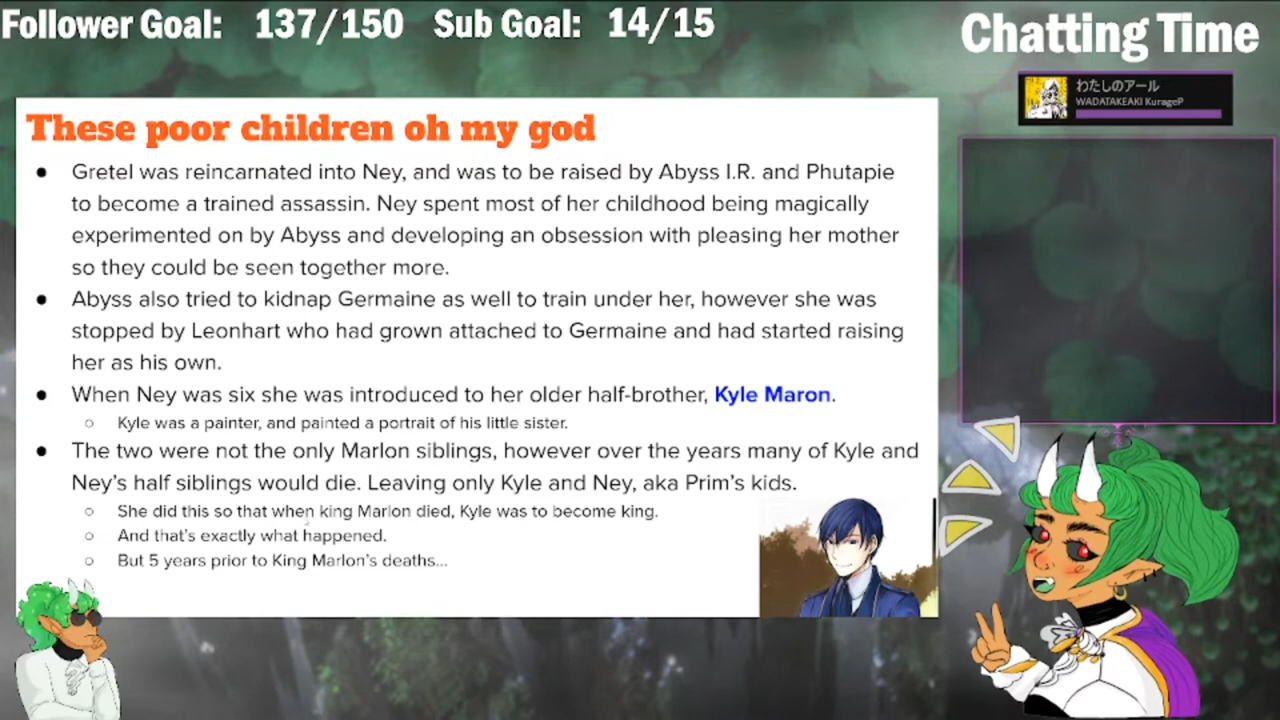 Follower Goal: 137/150 Sub Goal: 14/15
Chatting Time
わたしのアール
WADATAKEAKI KurageP
These poor children oh my god
● Gretel was reincarnated into Ney, and was to be raised by Abyss I.R. and Phutapie
to become a trained assassin. Ney spent most of her childhood being magically
experimented on by Abyss and developing an obsession with pleasing her mother
so they could be seen together more.
● Abyss also tried to kidnap Germaine as well to train under her, however she was
stopped by Leonhart who had grown attached to Germaine and had started raising
her as his own.
● When Ney was six she was introduced to her older half-brother, Kyle Maron.
○ Kyle was a painter, and painted a portrait of his little sister.
● The two were not the only Marlon siblings, however over the years many of Kyle and
Ney’s half siblings would die. Leaving only Kyle and Ney, aka Prim’s kids.
○ She did this so that when king Marlon died, Kyle was to become king.
○ And that’s exactly what happened.
○ But 5 years prior to King Marlon’s deaths...